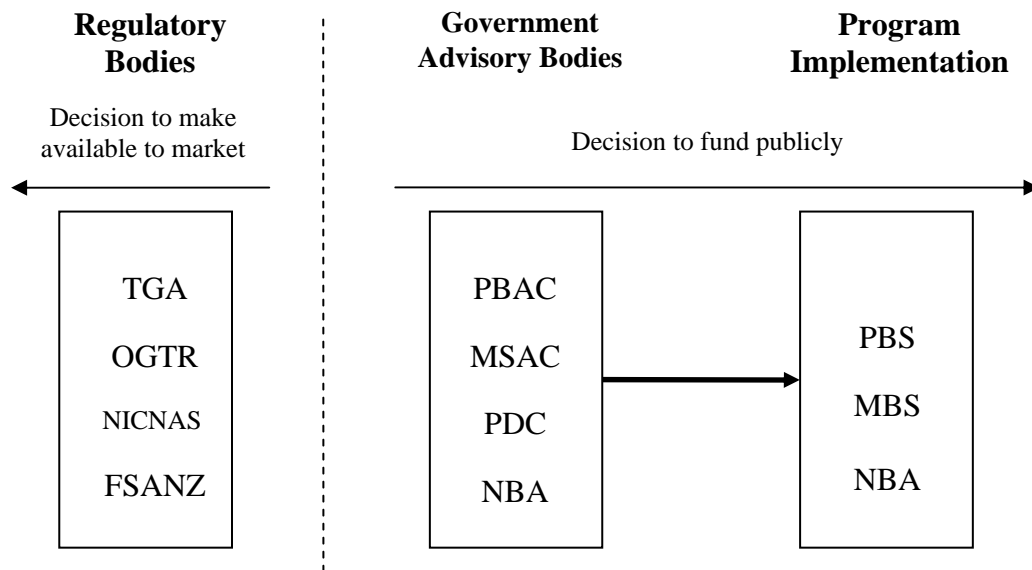 Regulatory
Bodies
Government
Advisory Bodies
Program
Implementation
Decision to make
available to market
Decision to fund publicly
TGA
OGTR
NICNAS
FSANZ
PBAC
MSAC
PDC
NBA
PBS
MBS
NBA